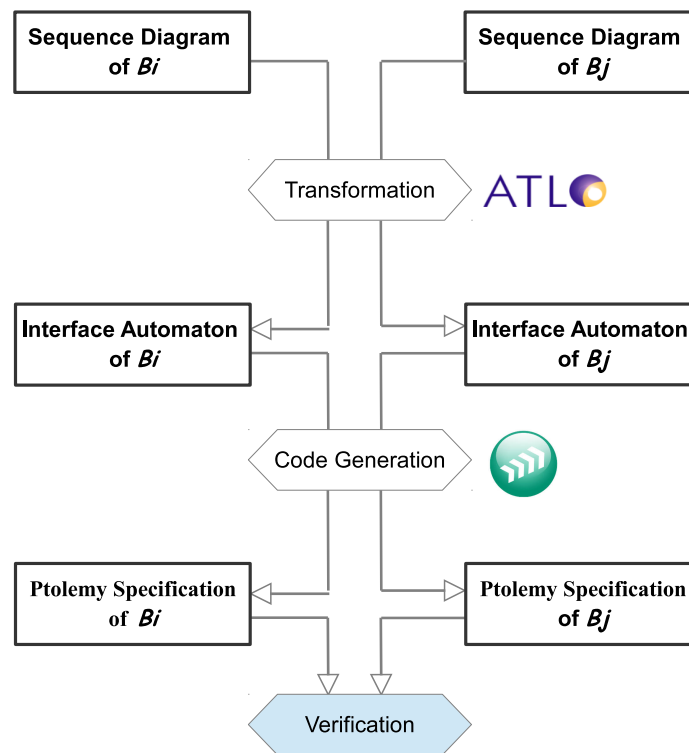 Sequence Diagram
of Bi
Sequence Diagram
of Bj
Transformation
ATL
Interface Automaton
of Bi
Interface Automaton
of Bj
Code Generation
Ptolemy Specification
of Bi
Ptolemy Specification
of Bj
Verification